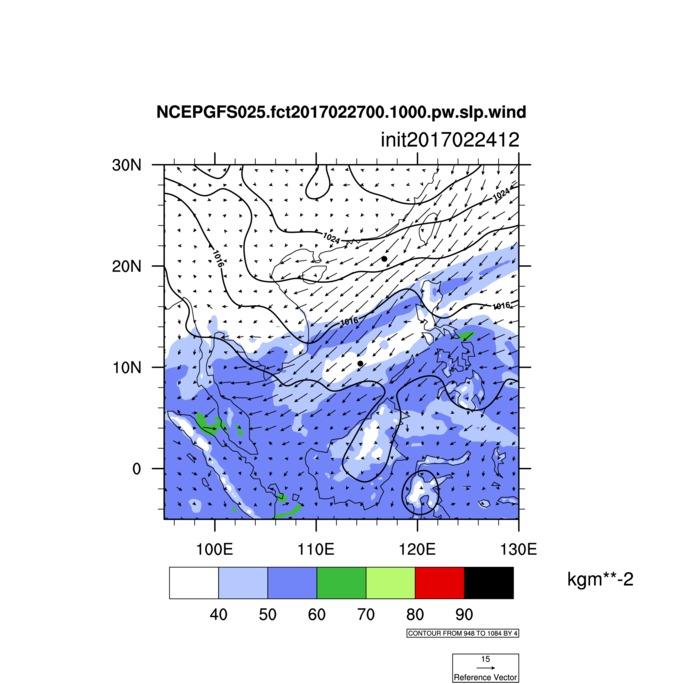 NCEPGFS025.fct2017022700.1000.pw.slp.wind
init2017022412
30N
1024
1024
1016
20N
1016
1016
10N
0
100E 110E 120E 130E
kgm**-2
40 50 60 70 80 90
CONTOUR FROM 948 TO 1084 BY 4
15
Reference Vector